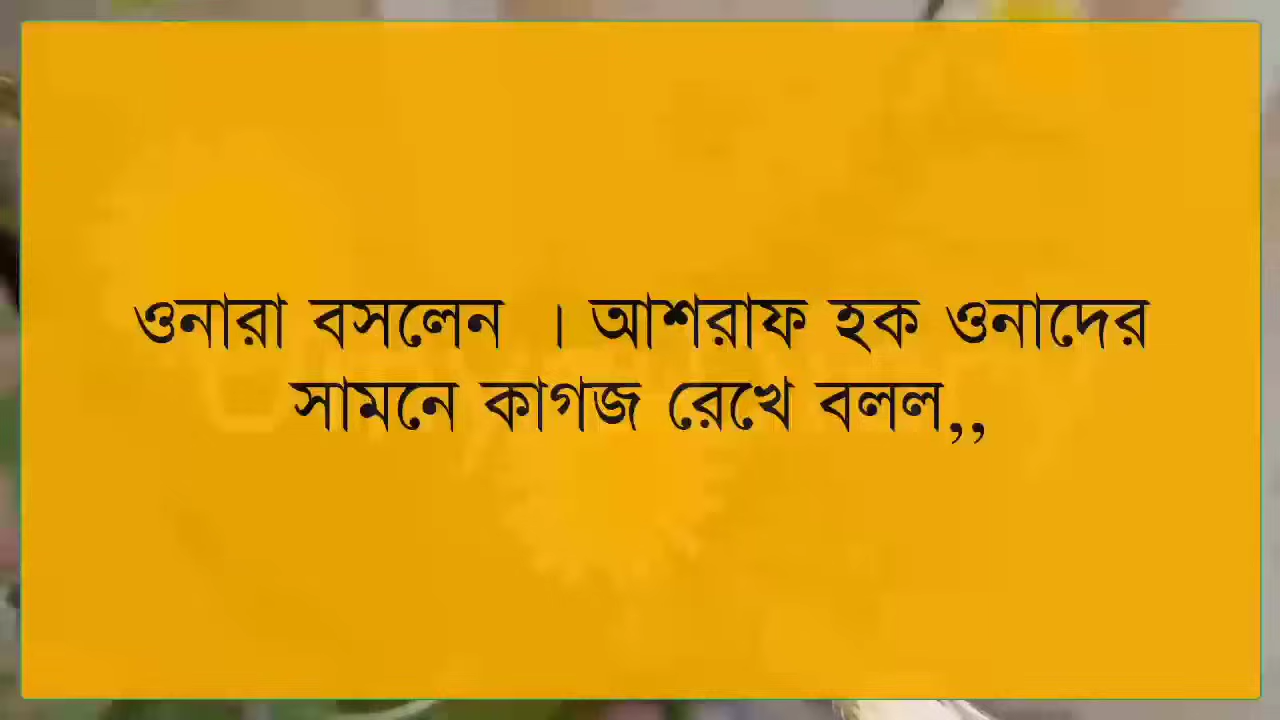 ওনারা বসলেন । আশরাফ হক ওনাদের
সামনে কাগজ রেখে বলল,,